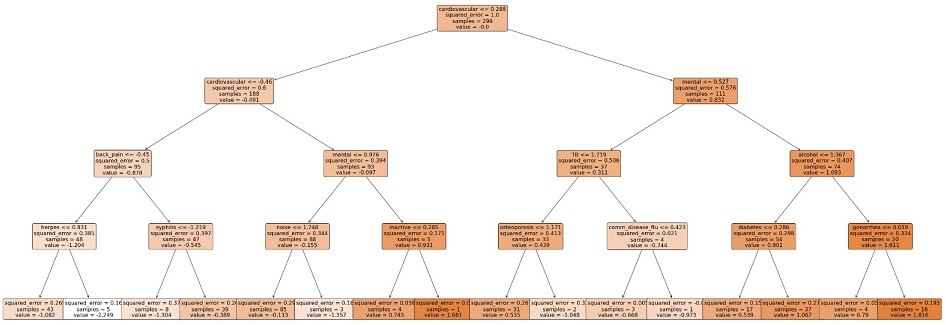 cardiovascular <= 0.288
squared_error = 1.0
samples = 299
value = -0.0
cardiovascular <= -0.46
squared_error = 0.6
samples = 188
value = -0.491
mental <= 0.527
squared_error = 0.576
samples = 111
value = 0.832
back_pain <= -0.45
squared_error = 0.5
samples = 95
value = -0.878
mental <= 0.976
squared_error = 0.394
samples = 93
value = -0.097
TB <= 1.719
squared_error = 0.506
samples = 37
value = 0.311
alcohol <= 1.367
squared_error = 0.407
samples = 74
value = 1.093
herpes <= 0.831
squared_error = 0.385
samples = 48
value = -1.204
syphilis <= -1.219
squared_error = 0.397
samples = 47
value = -0.545
noise <= 1.748
squared_error = 0.344
samples = 88
value = -0.155
inactive <= 0.285
squared_error = 0.171
samples = 5
value = 0.931
osteoporosis <= 1.171
squared_error = 0.413
samples = 33
value = 0.439
comm_disease_flu <= 0.423
squared_error = 0.021
samples = 4
value = -0.744
diabetes <= 0.286
squared_error = 0.298
samples = 54
value = 0.901
gonorrhea <= 0.019
squared_error = 0.334
samples = 20
value = 1.611
squared_error = 0.26
samples = 43
value = -1.082
squared_error = 0.16
samples = 5
value = -2.249
squared_error = 0.37
samples = 8
value = -1.304
squared_error = 0.2
samples = 39
value = -0.389
squared_error = 0.29
samples = 85
value = -0.113
squared_error = 0.16
samples = 3
value = -1.357
squared_error = 0.038
samples = 4
value = 0.743
squared_error = 0.0
samples = 1
value = 1.681
squared_error = 0.26
samples = 31
value = 0.535
squared_error = 0.3
samples = 2
value = -1.048
squared_error = 0.005
samples = 3
value = -0.668
squared_error = -0.0
samples = 1
value = -0.973
squared_error = 0.15
samples = 17
value = 0.539
squared_error = 0.26
samples = 37
value = 1.067
squared_error = 0.05
samples = 4
value = 0.79
squared_error = 0.193
samples = 16
value = 1.816